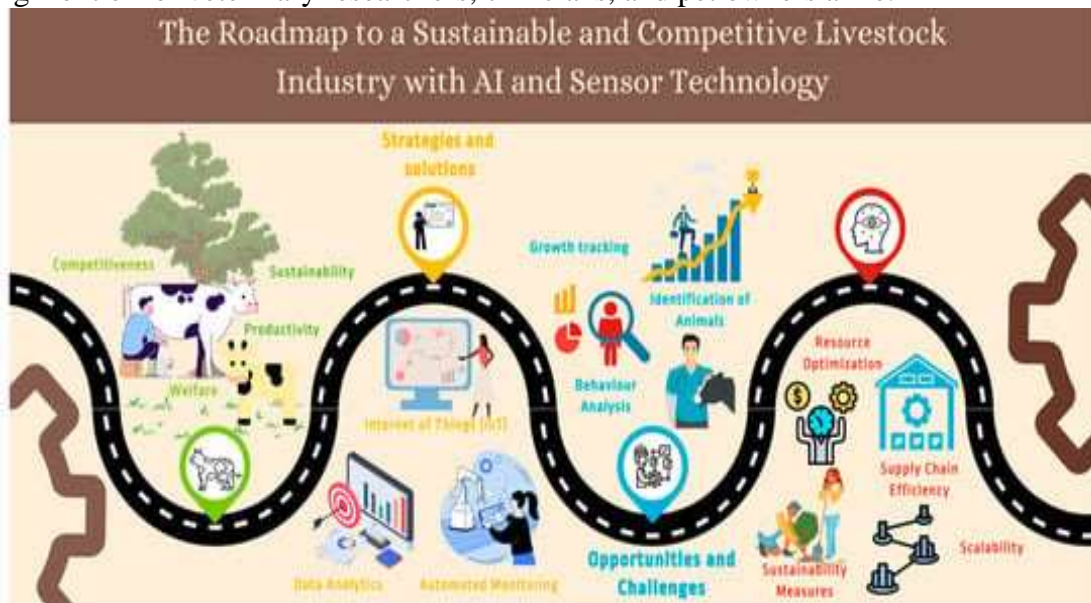 The Roadmap to a Sustainable and Competitive Livestock
Industry with AI and Sensor Technology
Strategies and
solutions
Competitiveness
Sustainability
Productivity
Welfare
Internet of Things (IoT)
Data Analytics
Automated Monitoring
Growth tracking
Identification of
Animals
Behaviour
Analysis
Opportunities and
Challenges
Resource
Optimization
Supply Chain
Efficiency
Sustainability
Measures
Scalability